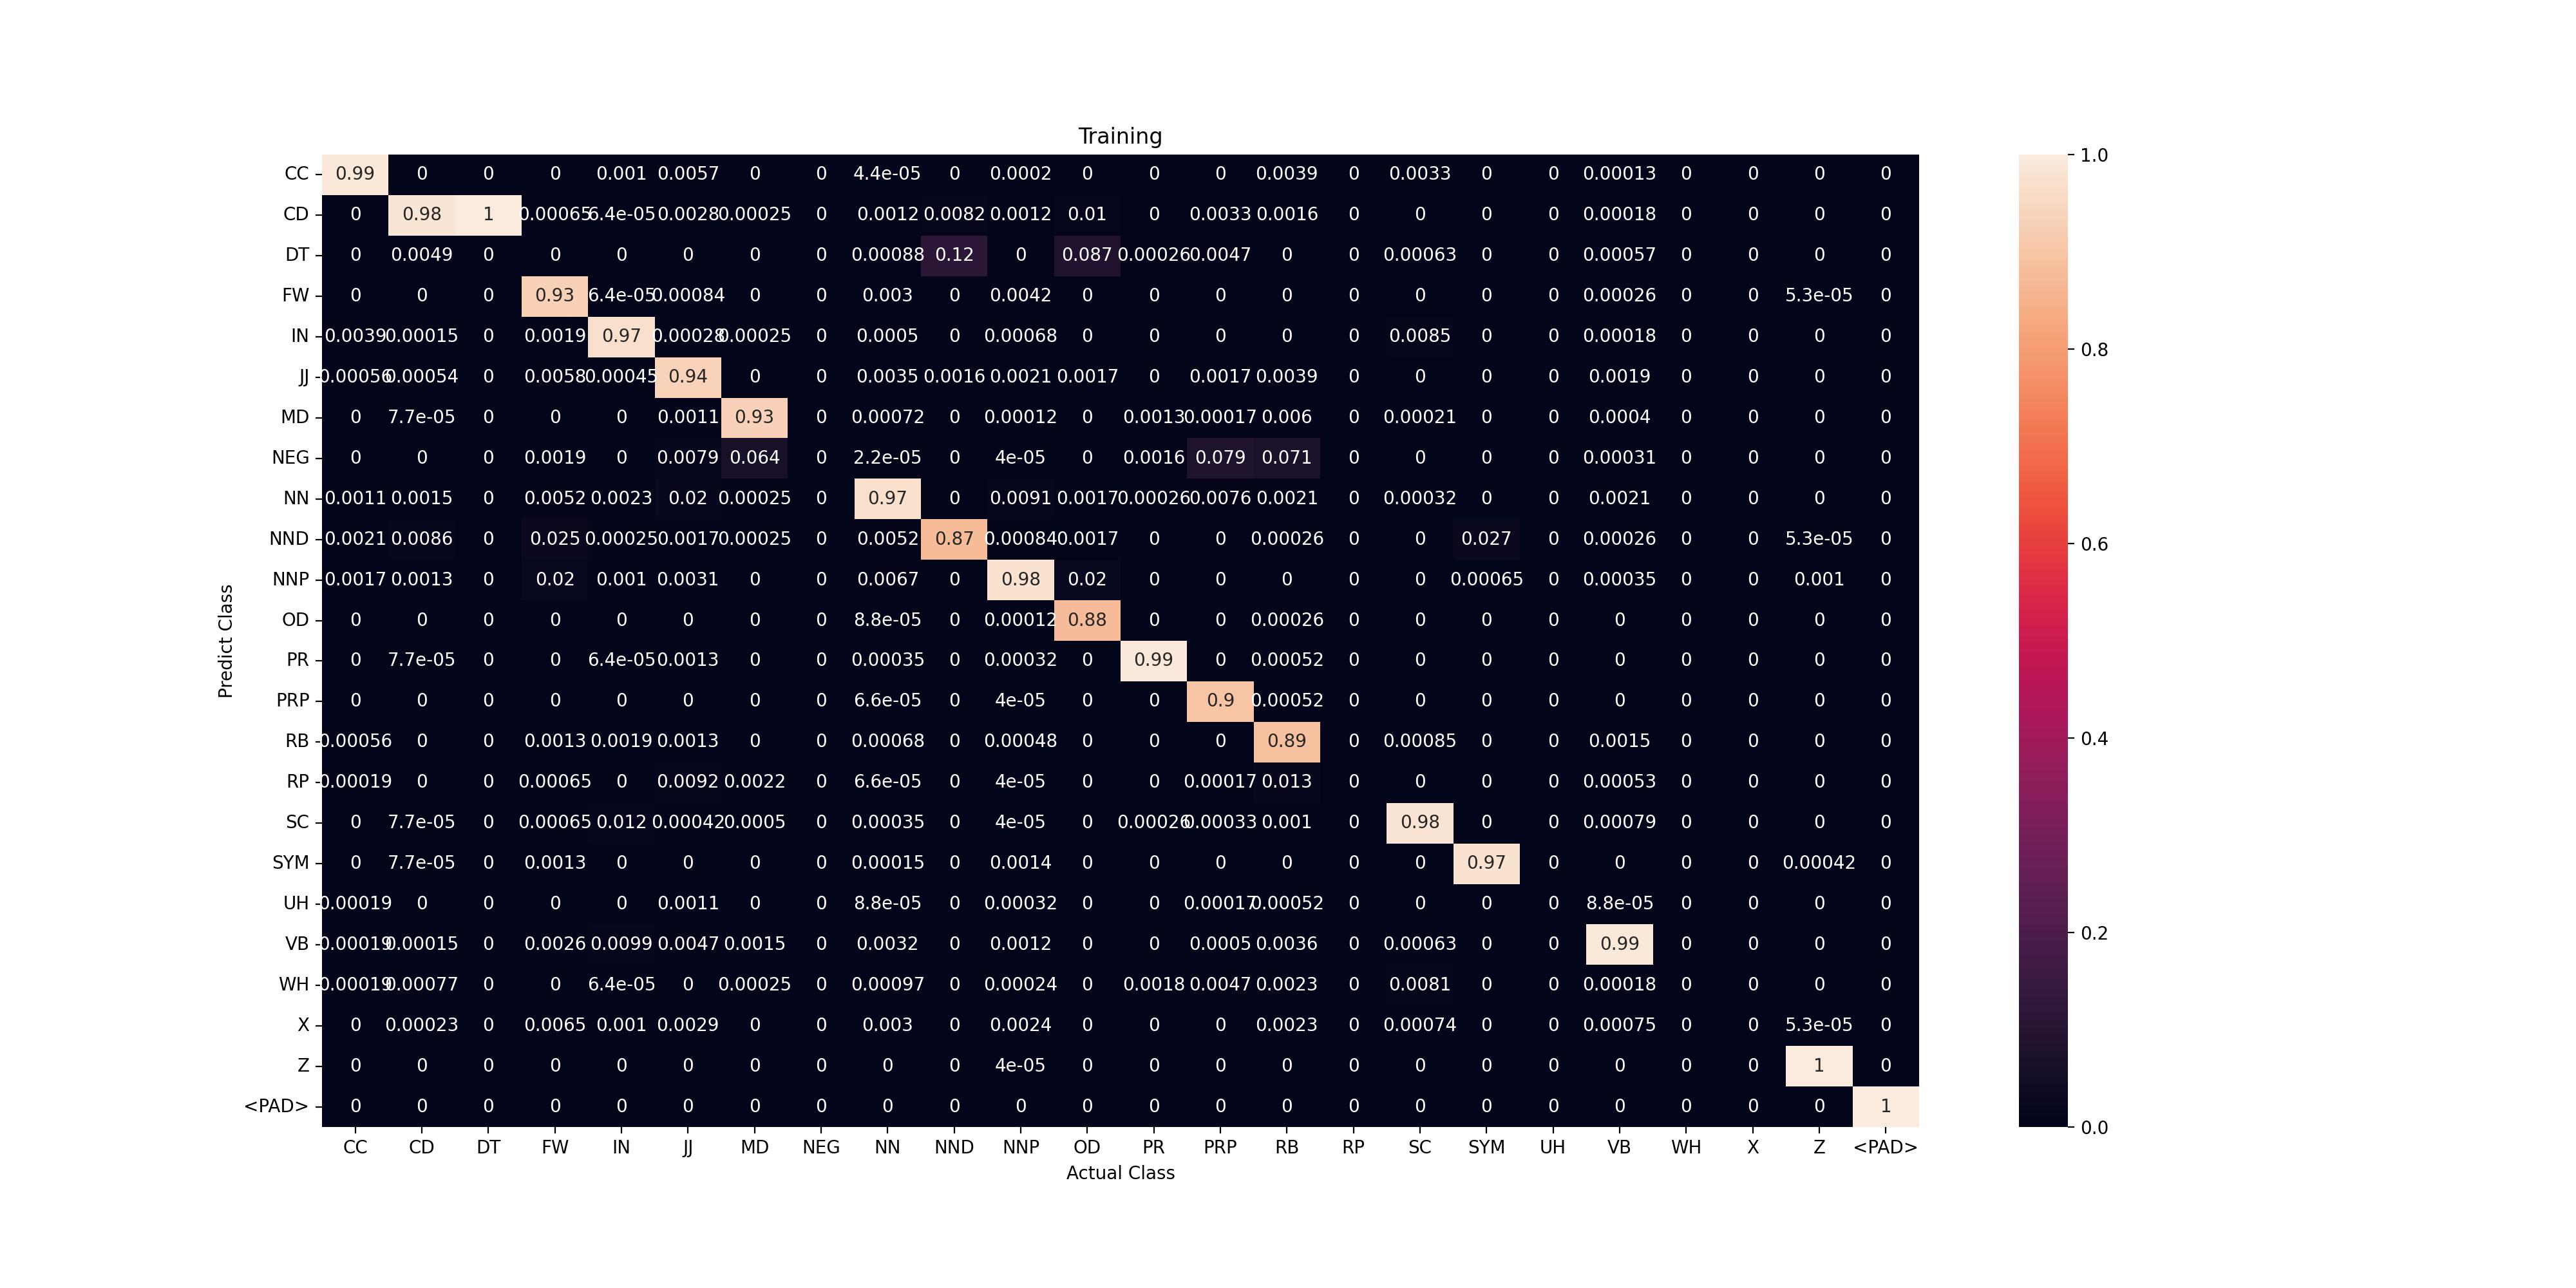 Training
CC 0.99 0 0 0 0.001 0.0057 0 0 4.4e-05 0 0.0002 0 0 0 0.0039 0 0.0033 0 0 0.00013 0 0 0 0 1.0
CD 0 0.98 1 0.00065 6.4e-05 0.0028 0.00025 0 0.0012 0.0082 0.0012 0.01 0 0.0033 0.0016 0 0 0 0 0.00018 0 0 0 0
DT 0 0.0049 0 0 0 0 0 0 0.00088 0.12 0 0.087 0.00026 0.0047 0 0 0.00063 0 0 0.00057 0 0 0 0
FW 0 0 0 0.93 6.4e-05 0.00084 0 0 0.003 0 0.0042 0 0 0 0 0 0 0 0 0.00026 0 0 5.3e-05 0
IN 0.0039 0.00015 0 0.0019 0.97 0.00028 0.00025 0 0.0005 0 0.00068 0 0 0 0 0 0.0085 0 0 0.00018 0 0 0 0
0.8
JJ 0.00056 0.00054 0 0.0058 0.00045 0.94 0 0 0.0035 0.0016 0.0021 0.0017 0 0.0017 0.0039 0 0 0 0 0.0019 0 0 0 0
MD 0 7.7e-05 0 0 0 0.0011 0.93 0 0.00072 0 0.00012 0 0.0013 0.00017 0.006 0 0.00021 0 0 0.0004 0 0 0 0
NEG 0 0 0 0.0019 0 0.0079 0.064 0 2.2e-05 0 4e-05 0 0.0016 0.079 0.071 0 0 0 0 0.00031 0 0 0 0
NN 0.0011 0.0015 0 0.0052 0.0023 0.02 0.00025 0 0.97 0 0.0091 0.0017 0.00026 0.0076 0.0021 0 0.00032 0 0 0.0021 0 0 0 0
NND 0.0021 0.0086 0 0.025 0.00025 0.0017 0.00025 0 0.0052 0.87 0.00084 0.0017 0 0 0.00026 0 0 0.027 0 0.00026 0 0 5.3e-05 0
0.6
NNP 0.0017 0.0013 0 0.02 0.001 0.0031 0 0 0.0067 0 0.98 0.02 0 0 0 0 0 0.00065 0 0.00035 0 0 0.001 0
OD 0 0 0 0 0 0 0 0 8.8e-05 0 0.00012 0.88 0 0 0.00026 0 0 0 0 0 0 0 0 0
Predict Class
PR 0 7.7e-05 0 0 6.4e-05 0.0013 0 0 0.00035 0 0.00032 0 0.99 0 0.00052 0 0 0 0 0 0 0 0 0
PRP 0 0 0 0 0 0 0 0 6.6e-05 0 4e-05 0 0 0.9 0.00052 0 0 0 0 0 0 0 0 0
RB 0.00056 0 0 0.0013 0.0019 0.0013 0 0 0.00068 0 0.00048 0 0 0 0.89 0 0.00085 0 0 0.0015 0 0 0 0
0.4
RP 0.00019 0 0 0.00065 0 0.0092 0.0022 0 6.6e-05 0 4e-05 0 0 0.00017 0.013 0 0 0 0 0.00053 0 0 0 0
SC 0 7.7e-05 0 0.00065 0.012 0.00042 0.0005 0 0.00035 0 4e-05 0 0.00026 0.00033 0.001 0 0.98 0 0 0.00079 0 0 0 0
SYM 0 7.7e-05 0 0.0013 0 0 0 0 0.00015 0 0.0014 0 0 0 0 0 0 0.97 0 0 0 0 0.00042 0
UH 0.00019 0 0 0 0 0.0011 0 0 8.8e-05 0 0.00032 0 0 0.00017 0.00052 0 0 0 0 8.8e-05 0 0 0 0
0.2
VB 0.00019 0.00015 0 0.0026 0.0099 0.0047 0.0015 0 0.0032 0 0.0012 0 0 0.0005 0.0036 0 0.00063 0 0 0.99 0 0 0 0
WH 0.00019 0.00077 0 0 6.4e-05 0 0.00025 0 0.00097 0 0.00024 0 0.0018 0.0047 0.0023 0 0.0081 0 0 0.00018 0 0 0 0
X 0 0.00023 0 0.0065 0.001 0.0029 0 0 0.003 0 0.0024 0 0 0 0.0023 0 0.00074 0 0 0.00075 0 0 5.3e-05 0
Z 0 0 0 0 0 0 0 0 0 0 4e-05 0 0 0 0 0 0 0 0 0 0 0 1 0
<PAD> 0 0 0 0 0 0 0 0 0 0 0 0 0 0 0 0 0 0 0 0 0 0 0 1
0.0
CC CD DT FW IN JJ MD NEG NN NND NNP OD PR PRP RB RP SC SYM UH VB WH X Z <PAD>
Actual Class